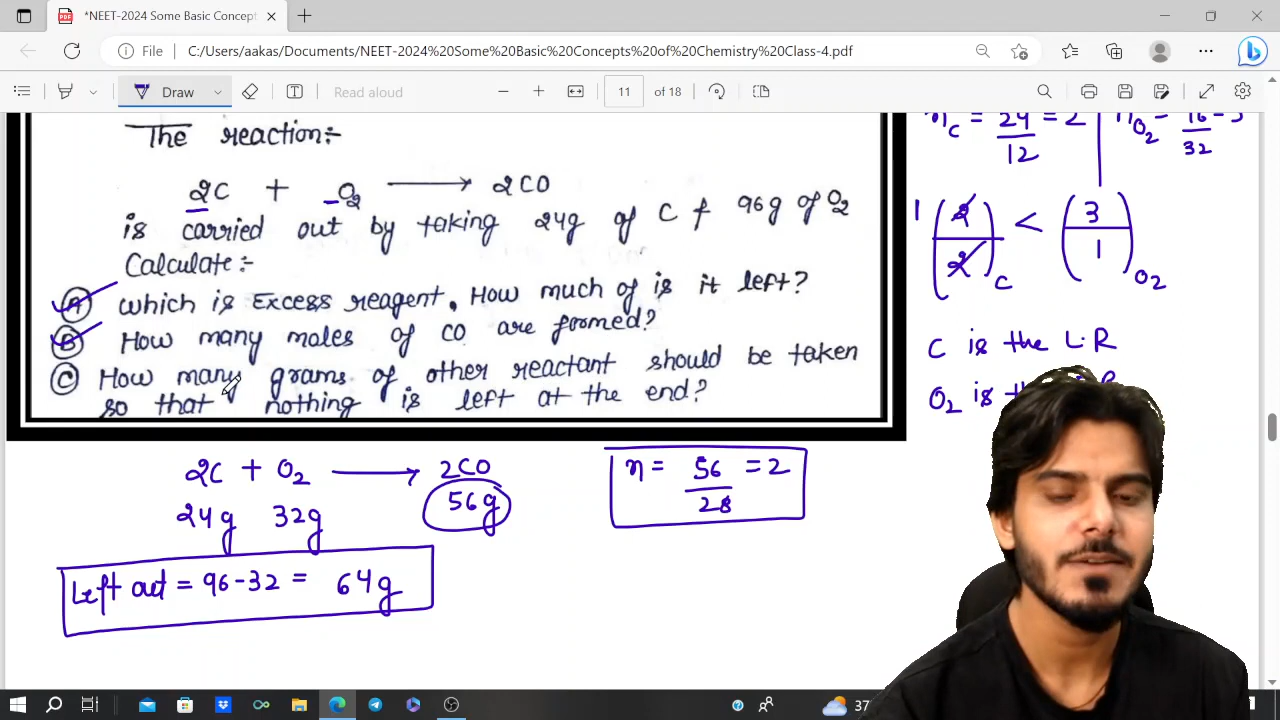 *NEET-2024 Some Basic Concept
File C:/Users/aakas/Documents/NEET-2024%20Some%20Basic%20Concepts%20of%20Chemistry%20Class-4.pdf
Draw Read aloud 11 of 18
The reaction:-
2C + O2 ⟶ 2CO
is carried out by taking 24g of C & 96g of O2
Calculate:-
(A) Which is Excess reagent. How much of is it left?
(B) How many moles of CO are formed?
(C) How many grams of other reactant should be taken
so that nothing is left at the end?
2C + O2 ⟶ 2CO
24g 32g 56g
Left out = 96-32 = 64g
n = 56/28 = 2
nC = 24/12 = 2
1 (2/2)C < (3/1)O2
C is the L.R
O2 is
37